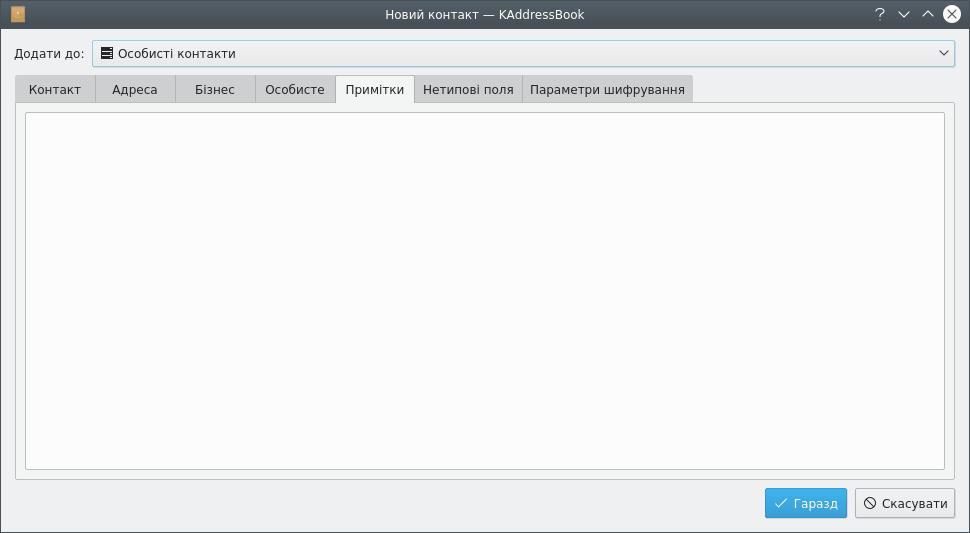 Новий контакт — KAddressBook
Додати до: Особисті контакти
Контакт Адреса Бізнес Особисте Примітки Нетипові поля Параметри шифрування
Гаразд Скасувати